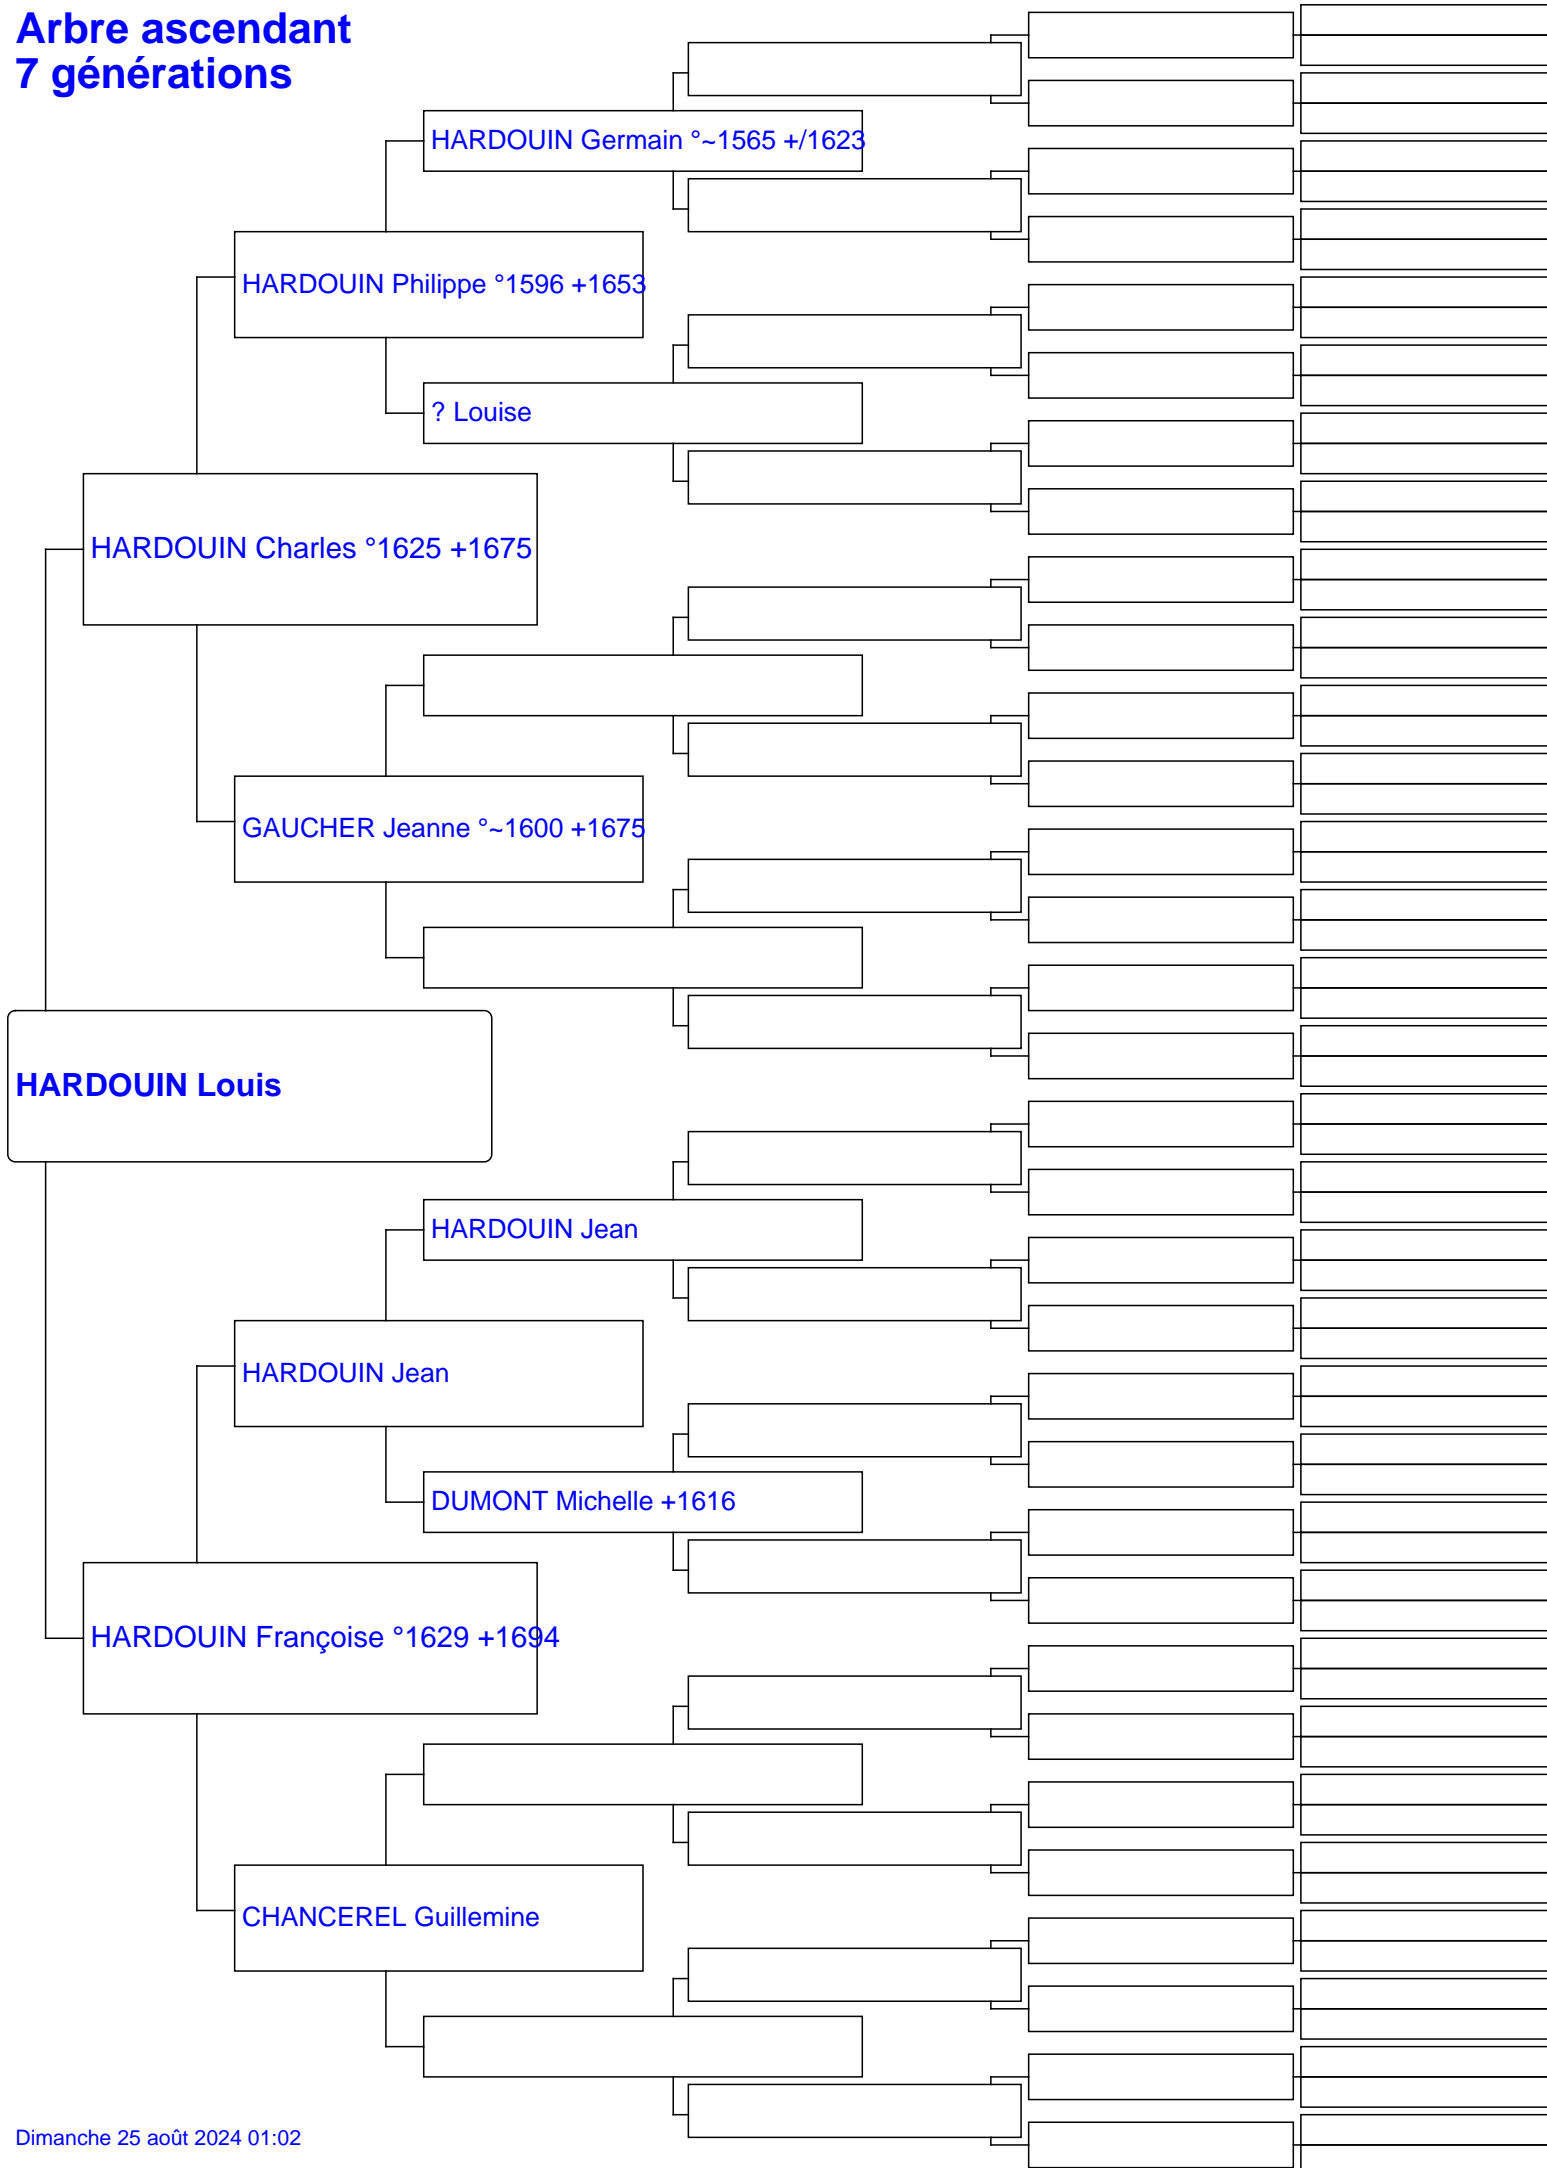 Arbre ascendant
7 générations
HARDOUIN Germain °~1565 +/1623
HARDOUIN Philippe °1596 +1653
? Louise
HARDOUIN Charles °1625 +1675
GAUCHER Jeanne °~1600 +1675
HARDOUIN Louis
HARDOUIN Jean
HARDOUIN Jean
DUMONT Michelle +1616
HARDOUIN Françoise °1629 +1694
CHANCEREL Guillemine
Dimanche 25 août 2024 01:02